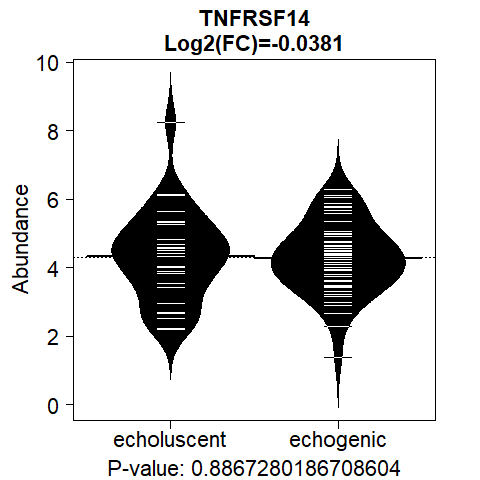 TNFRSF14
Log2(FC)=-0.0381
Abundance
10
8
6
4
2
0
echoluscent echogenic
P-value: 0.8867280186708604